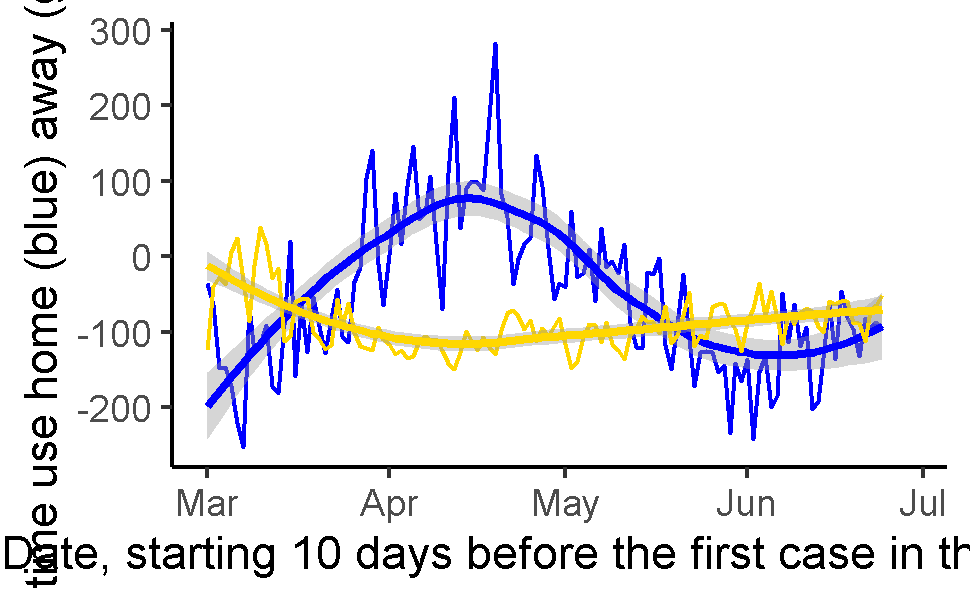 time use home (blue) away (
300
200
100
0
-100
-200
Mar Apr May Jun Jul
Date, starting 10 days before the first case in th